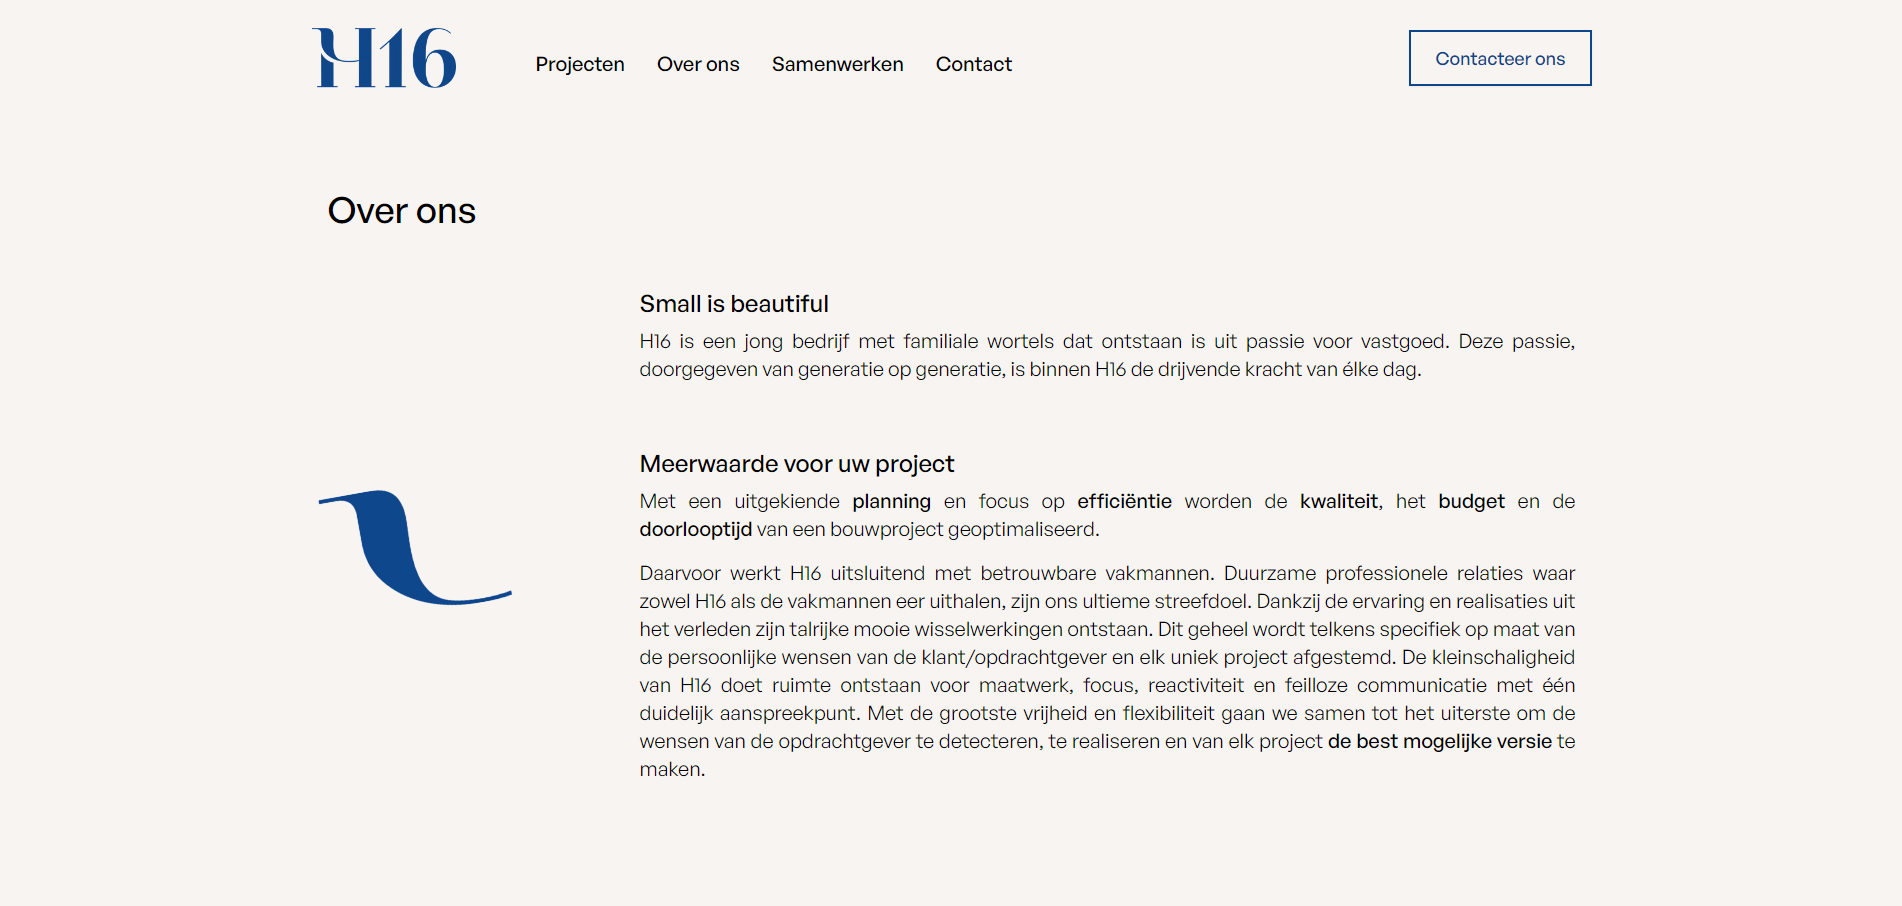 H16
Projecten
Over ons
Samenwerken
Contact
Contacteer ons
Over ons
Small is beautiful
H16 is een jong bedrijf met familiale wortels dat ontstaan is uit passie voor vastgoed. Deze passie,
doorgegeven van generatie op generatie, is binnen H16 de drijvende kracht van élke dag.
Meerwaarde voor uw project
Met een uitgekiende planning en focus op efficiëntie worden de kwaliteit, het budget en de
doorlooptijd van een bouwproject geoptimaliseerd.
Daarvoor werkt H16 uitsluitend met betrouwbare vakmannen. Duurzame professionele relaties waar
zowel H16 als de vakmannen eer uithalen, zijn ons ultieme streefdoel. Dankzij de ervaring en realisaties uit
het verleden zijn talrijke mooie wisselwerkingen ontstaan. Dit geheel wordt telkens specifiek op maat van
de persoonlijke wensen van de klant/opdrachtgever en elk uniek project afgestemd. De kleinschaligheid
van H16 doet ruimte ontstaan voor maatwerk, focus, reactiviteit en feilloze communicatie met één
duidelijk aanspreekpunt. Met de grootste vrijheid en flexibiliteit gaan we samen tot het uiterste om de
wensen van de opdrachtgever te detecteren, te realiseren en van elk project de best mogelijke versie te
maken.